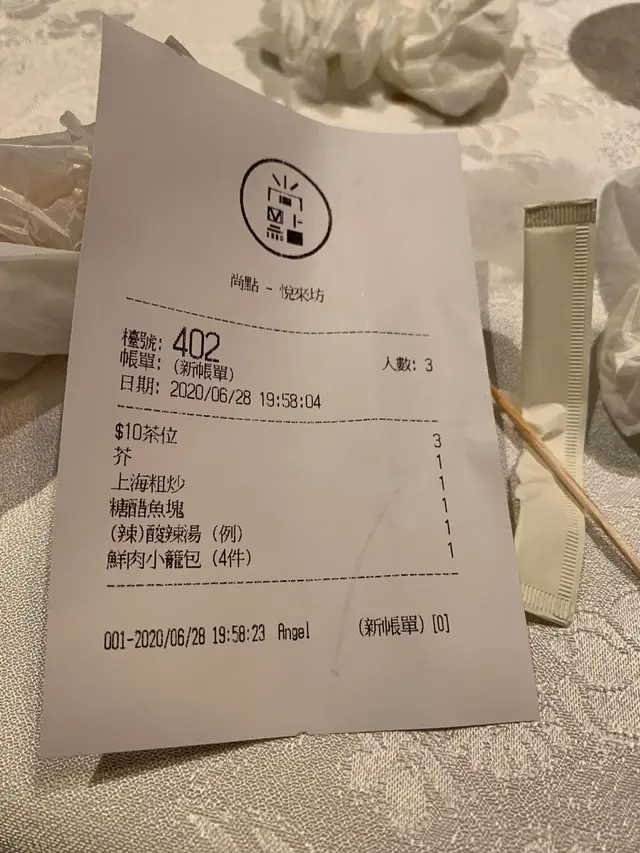 尚點
尚點 - 悅來坊
檯號: 402 人數: 3
帳單: (新帳單)
日期: 2020/06/28 19:58:04
$10茶位 3
芥 1
上海粗炒 1
糖醋魚塊 1
(辣)酸辣湯 (例) 1
鮮肉小籠包 (4件) 1
001-2020/06/28 19:58:23 Angel (新帳單) [0]